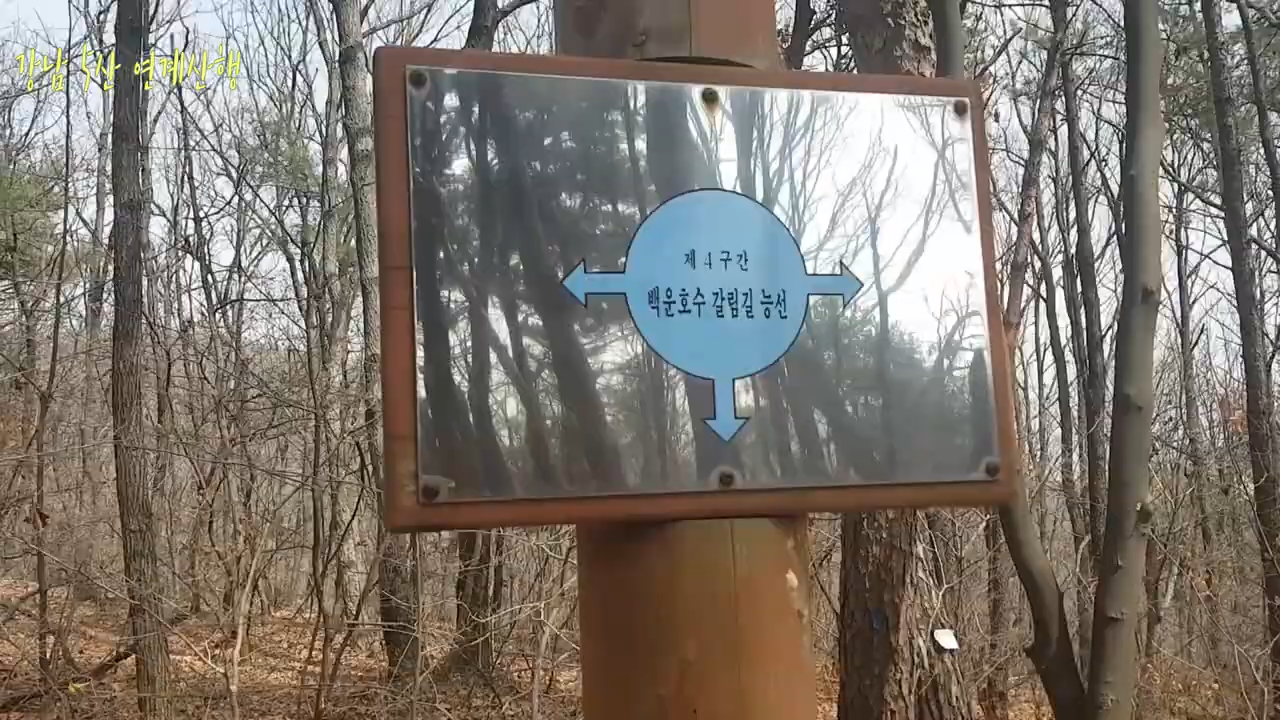 강남 5산 연계산행
제 4 구간
백운호수 갈림길 능선